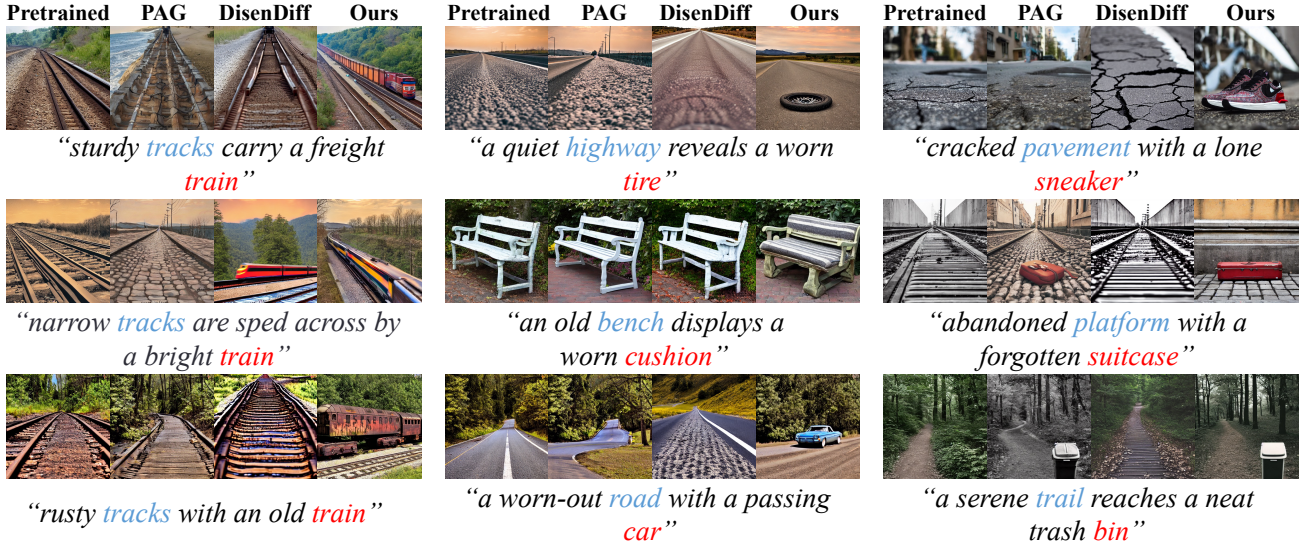 Pretrained PAG DisenDiff Ours
Pretrained PAG DisenDiff Ours
Pretrained PAG DisenDiff Ours
“sturdy tracks carry a freight
train”
“a quiet highway reveals a worn
tire”
“cracked pavement with a lone
sneaker”
“narrow tracks are sped across by
a bright train”
“an old bench displays a
worn cushion”
“abandoned platform with a
forgotten suitcase”
“rusty tracks with an old train”
“a worn-out road with a passing
car”
“a serene trail reaches a neat
trash bin”